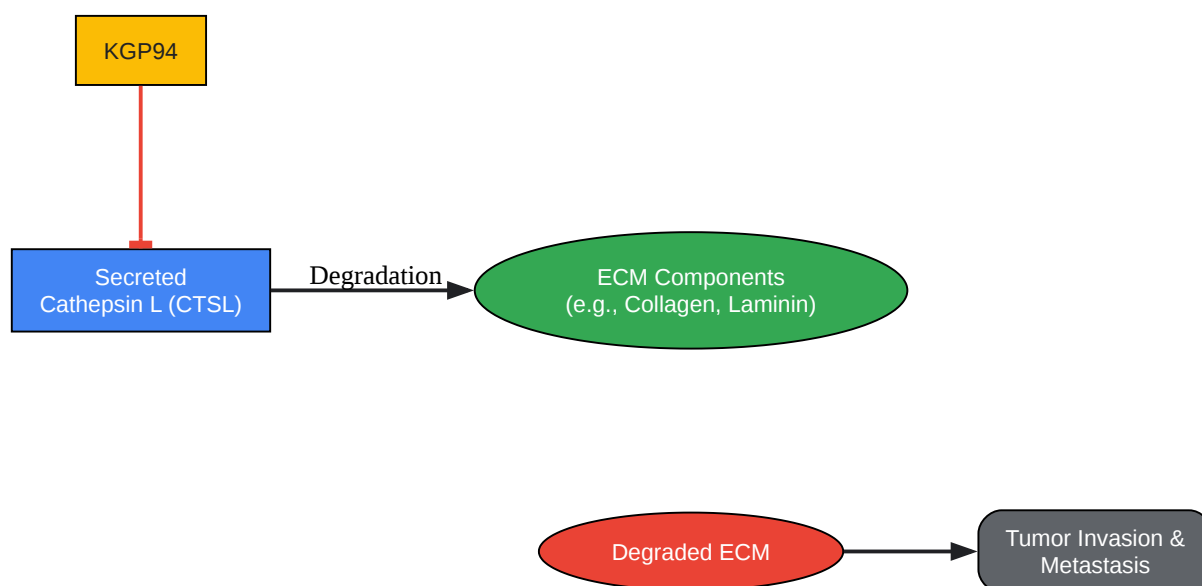 KGP94
Secreted
Cathepsin L (CTSL)
Degradation
ECM Components
(e.g., Collagen, Laminin)
Degraded ECM
Tumor Invasion &
Metastasis